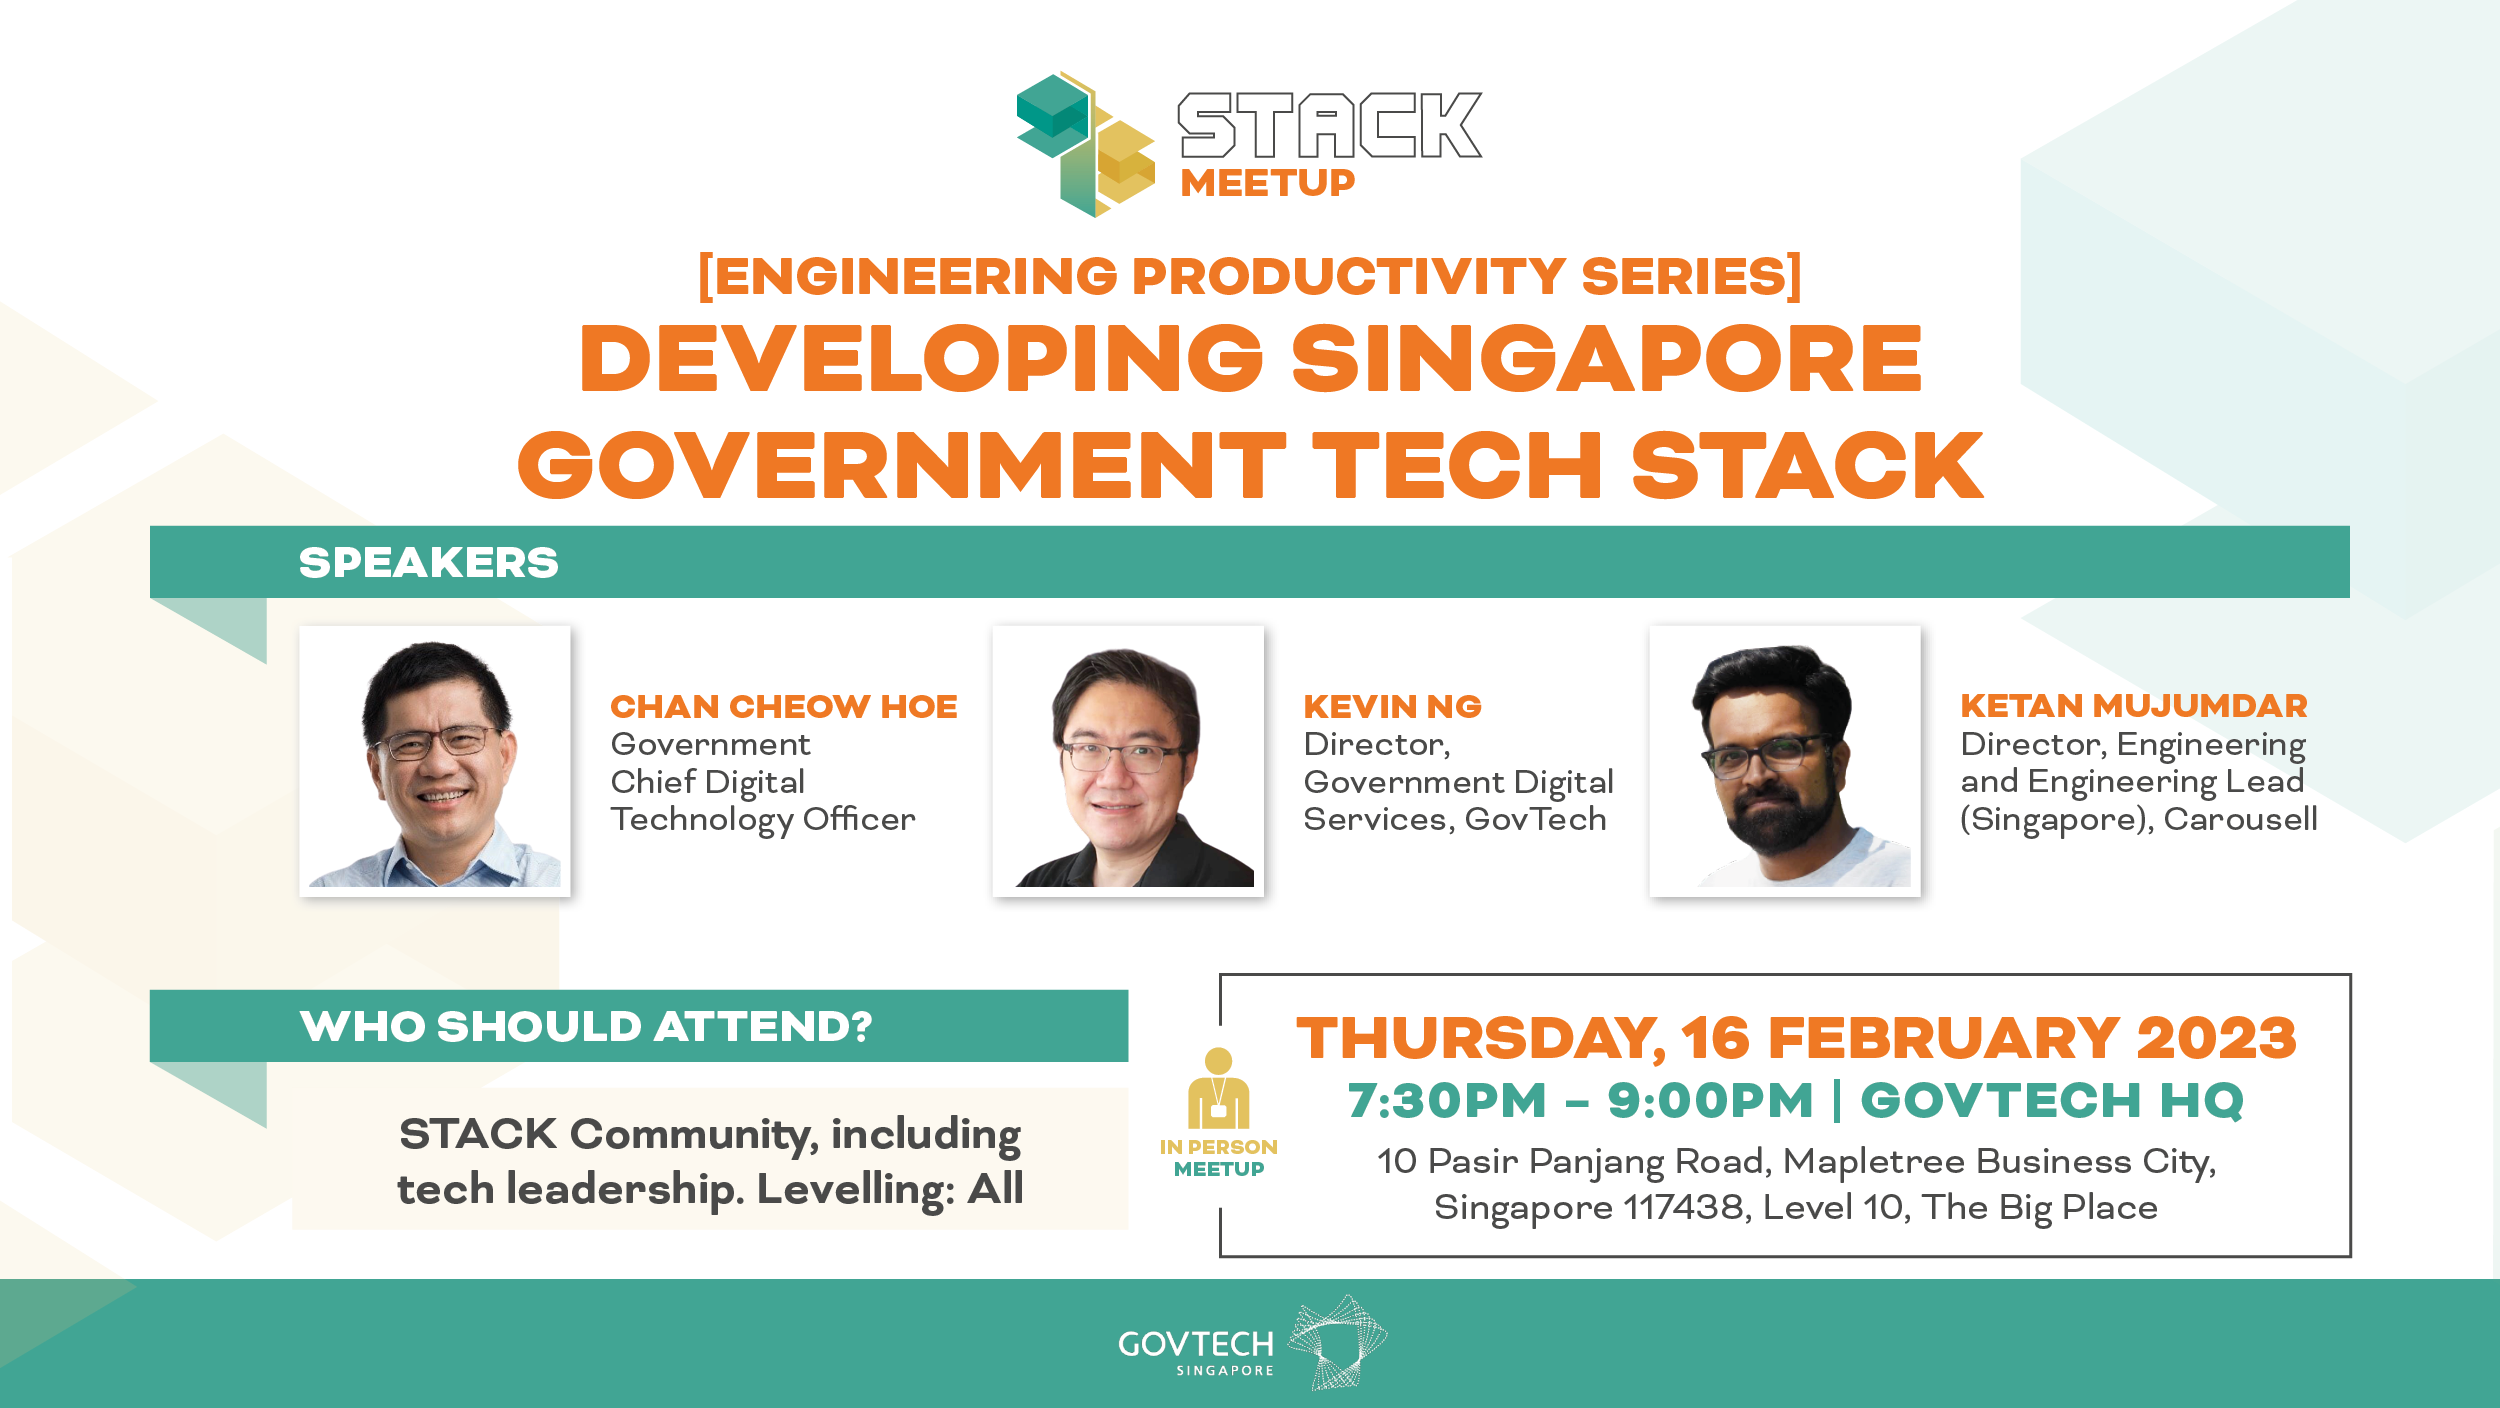 STACK
MEETUP
[ENGINEERING PRODUCTIVITY SERIES]
DEVELOPING SINGAPORE
GOVERNMENT TECH STACK
SPEAKERS
CHAN CHEOW HOE
Government
Chief Digital
Technology Officer
KEVIN NG
Director,
Government Digital
Services, GovTech
KETAN MUJUMDAR
Director, Engineering
and Engineering Lead
(Singapore), Carousell
WHO SHOULD ATTEND?
STACK Community, including
tech leadership. Levelling: All
IN PERSON
MEETUP
THURSDAY, 16 FEBRUARY 2023
7:30PM – 9:00PM | GOVTECH HQ
10 Pasir Panjang Road, Mapletree Business City,
Singapore 117438, Level 10, The Big Place
GOVTECH
SINGAPORE